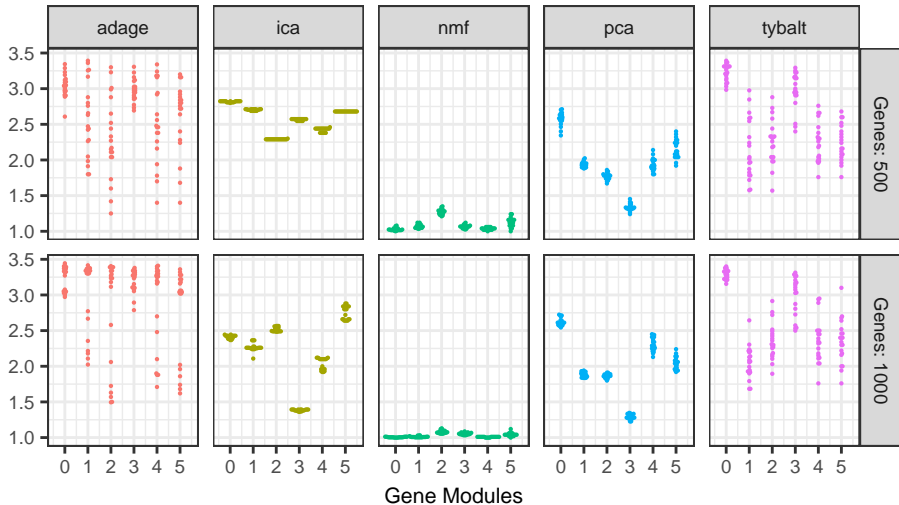 adage ica nmf pca tybalt
3.5
3.0
2.5
2.0
1.5
1.0
Genes: 500
3.5
3.0
2.5
2.0
1.5
1.0
Genes: 1000
0 1 2 3 4 5 0 1 2 3 4 5 0 1 2 3 4 5 0 1 2 3 4 5 0 1 2 3 4 5
Gene Modules